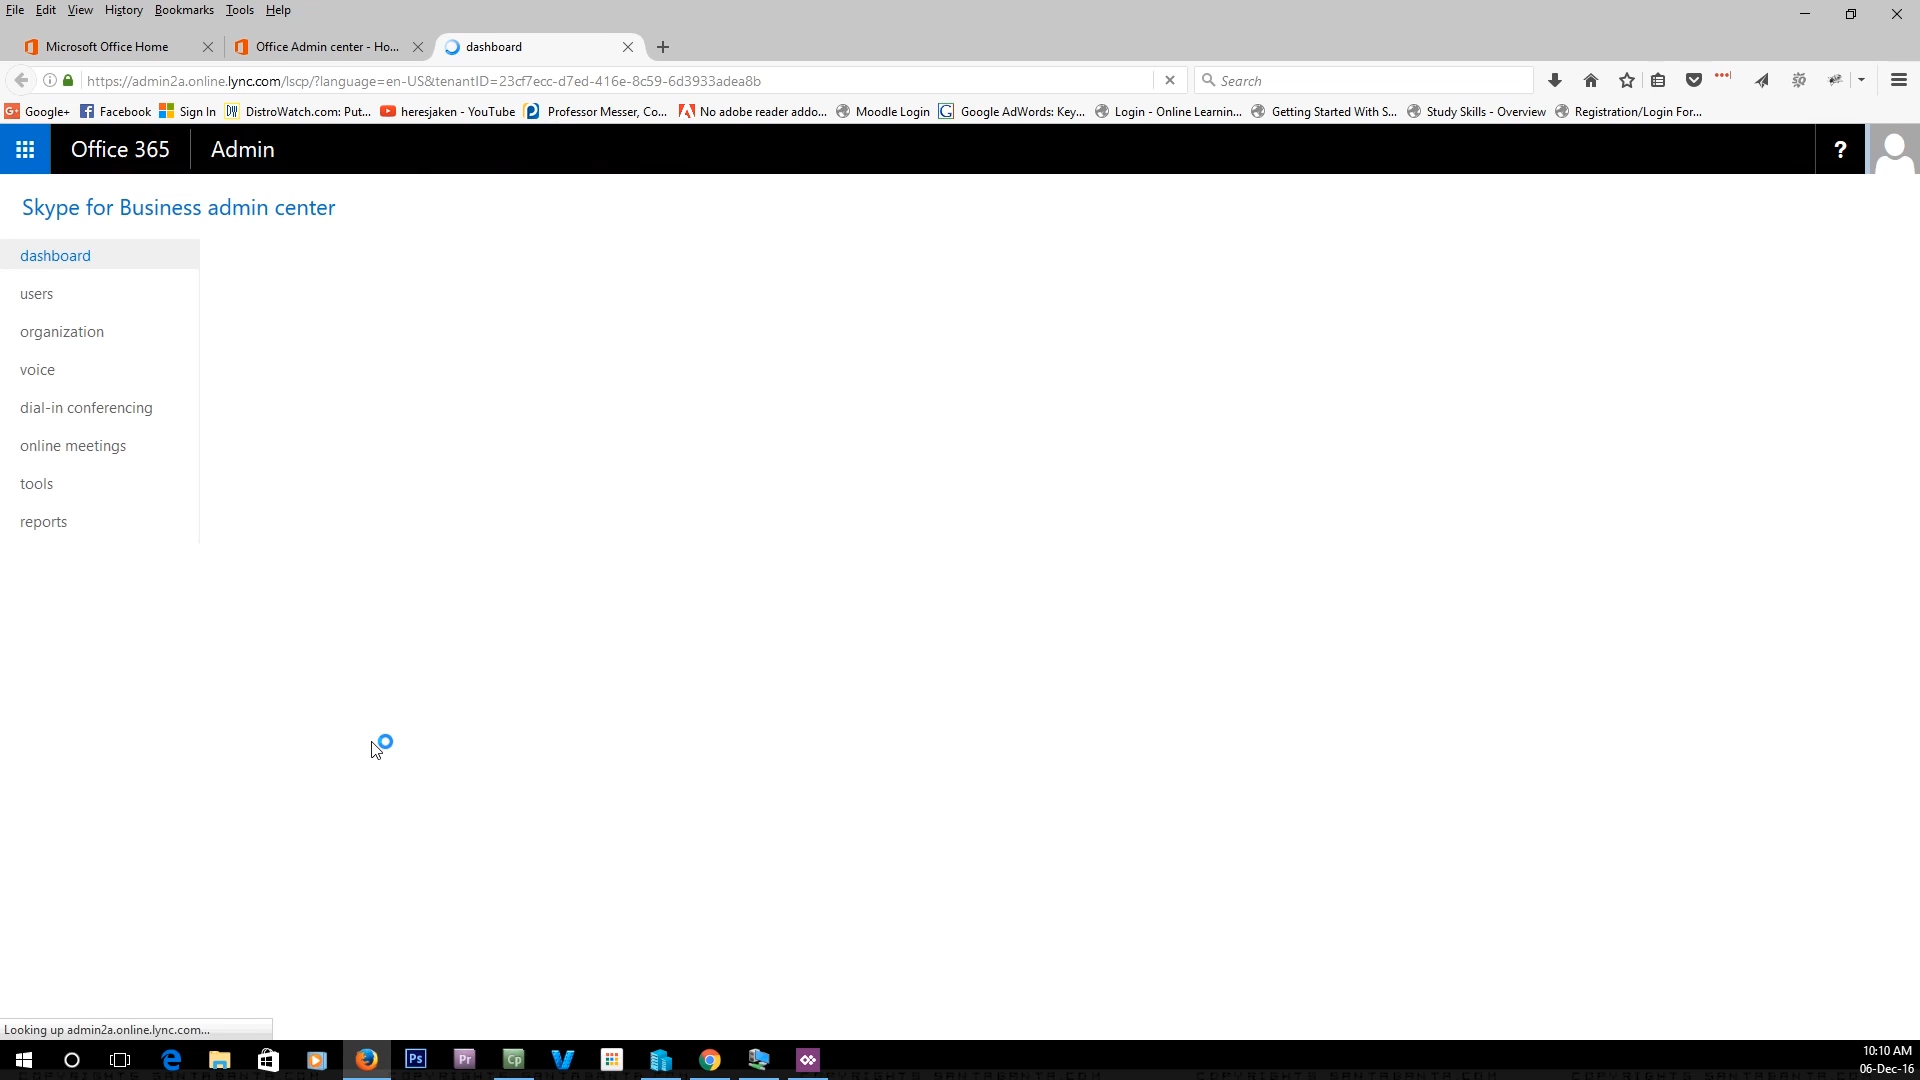 File Edit View History Bookmarks Tools Help
Microsoft Office Home
Office Admin center - Ho...
dashboard
https://admin2a.online.lync.com/lscp/?language=en-US&tenantID=23cf7ecc-d7ed-416e-8c59-6d3933adea8b
Search
Google+ Facebook Sign In DistroWatch.com: Put... heresjaken - YouTube Professor Messer, Co... No adobe reader addo... Moodle Login Google AdWords: Key... Login - Online Learnin... Getting Started With S... Study Skills - Overview Registration/Login For...
Office 365 Admin ?
Skype for Business admin center
dashboard
users
organization
voice
dial-in conferencing
online meetings
tools
reports
Looking up admin2a.online.lync.com...
Ps Pr Cp
10:10 AM
06-Dec-16